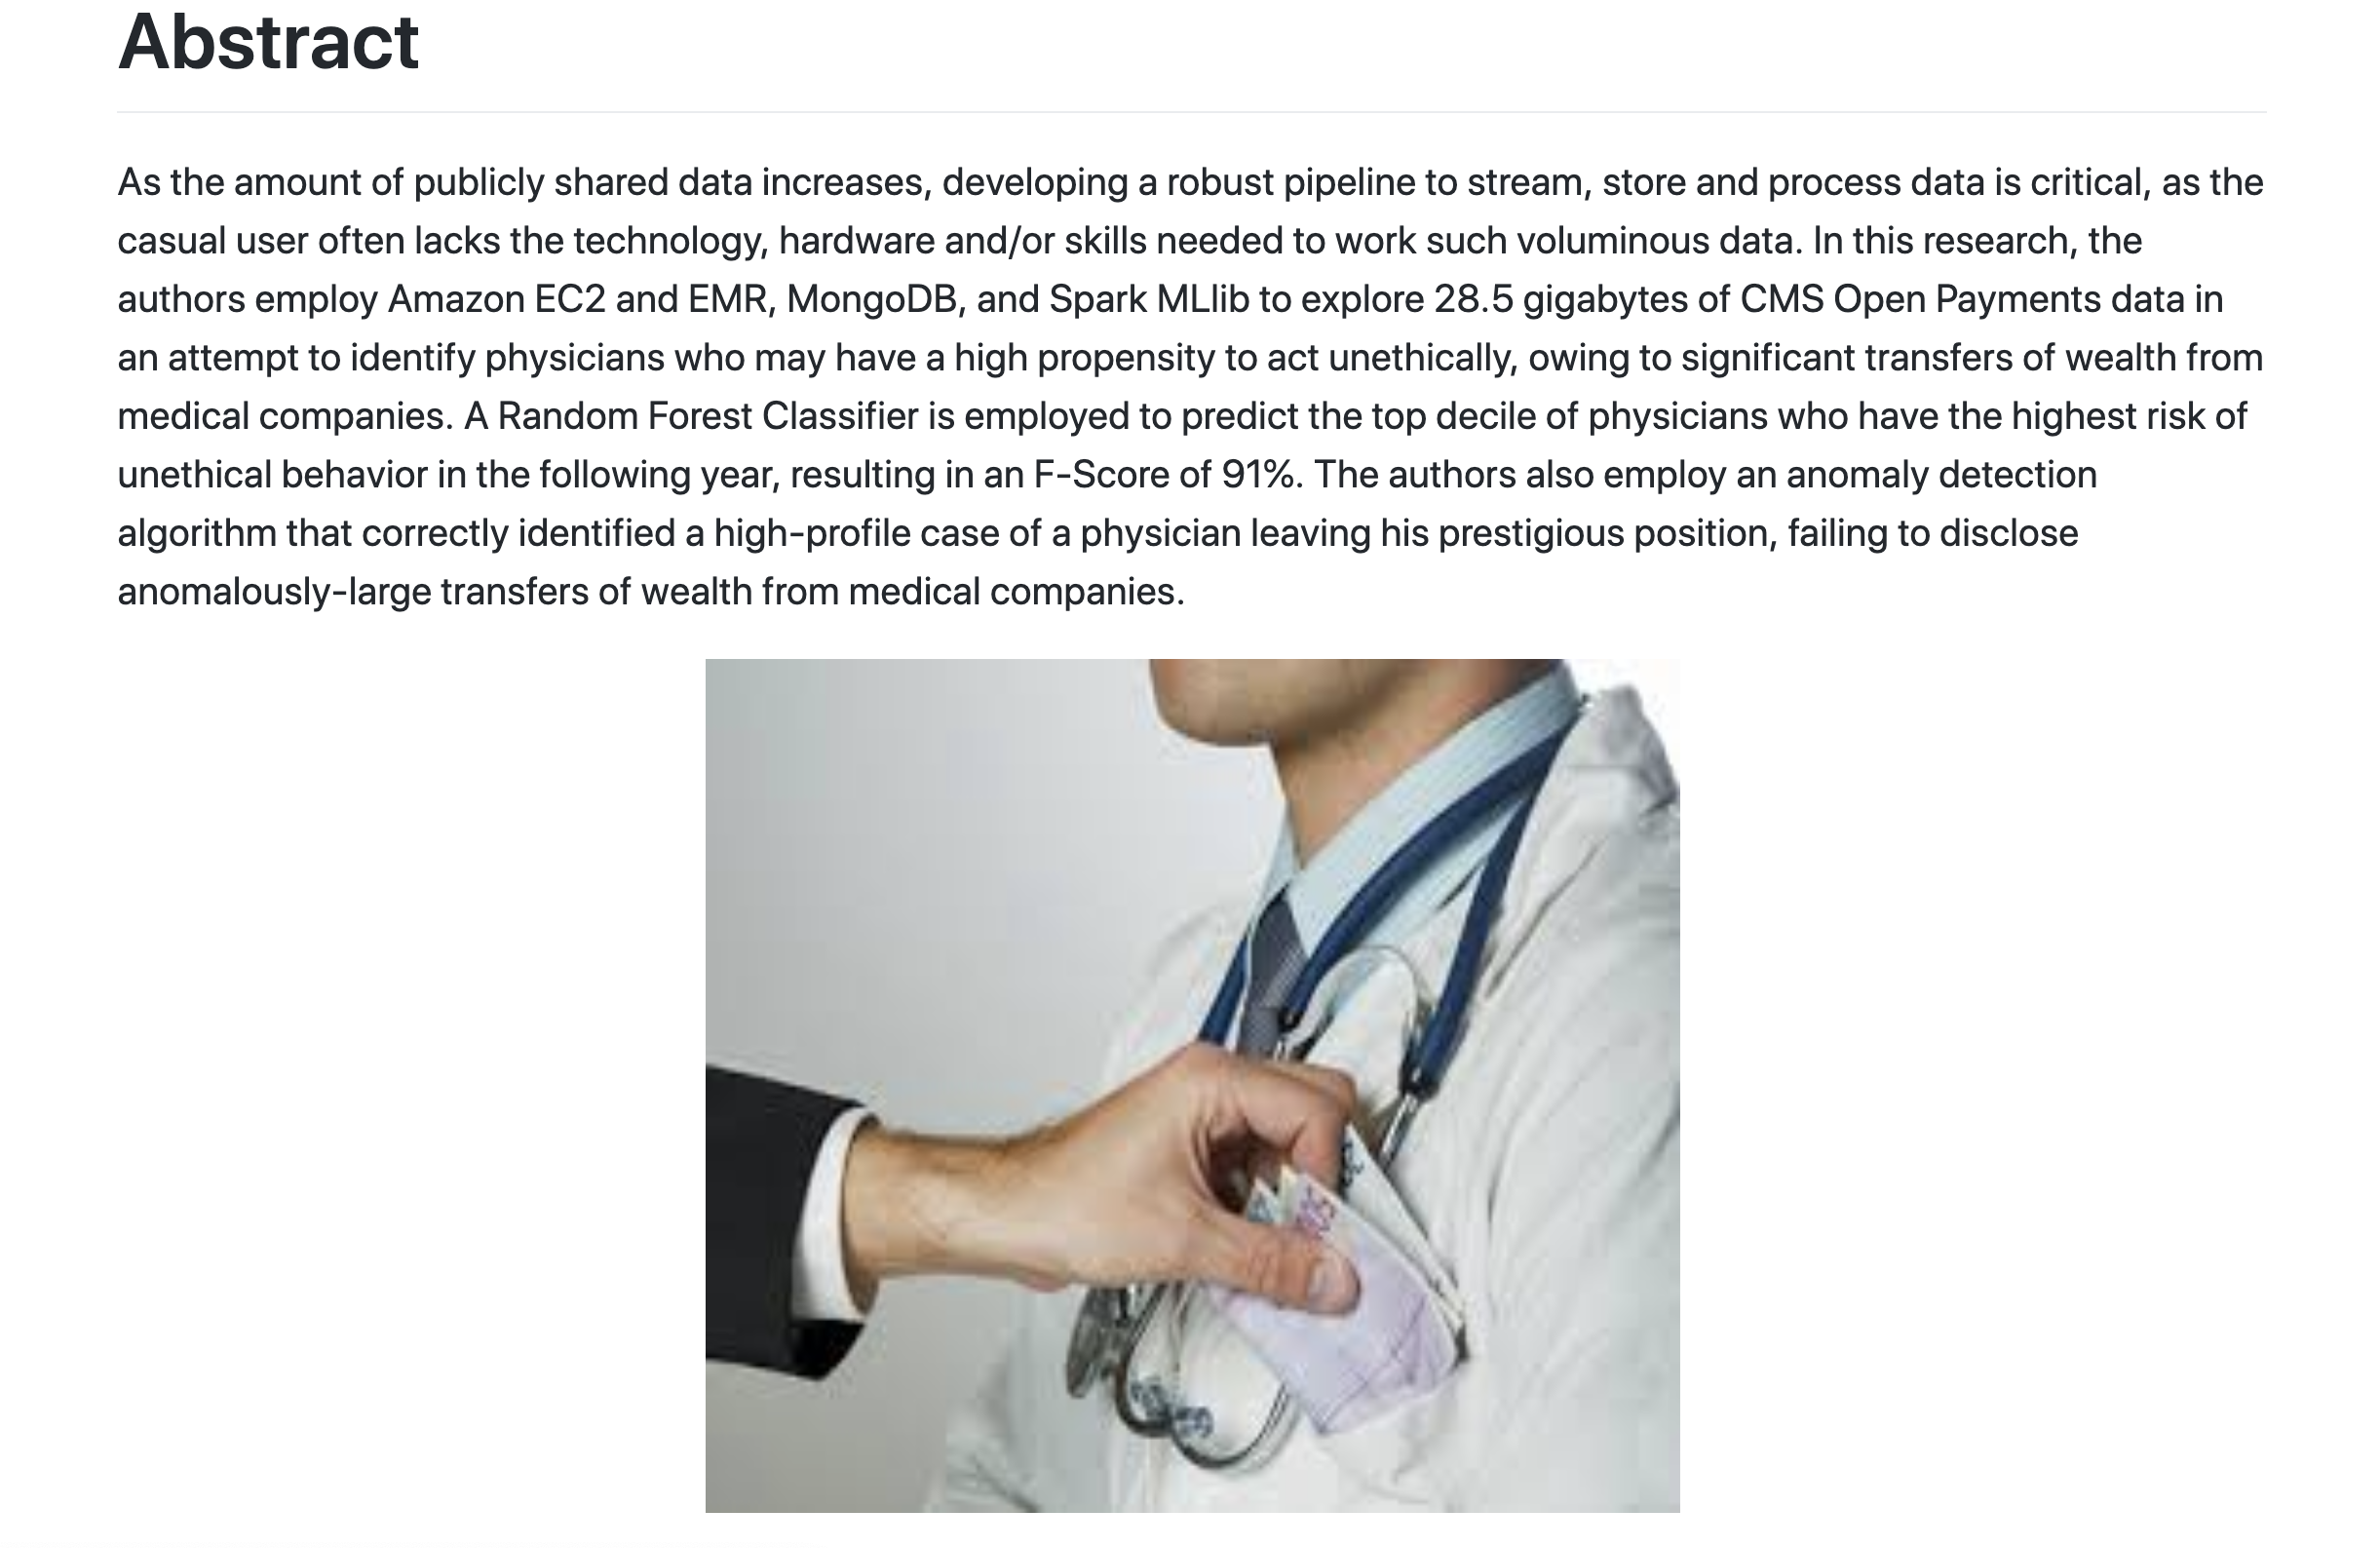 Abstract
As the amount of publicly shared data increases, developing a robust pipeline to stream, store and process data is critical, as the
casual user often lacks the technology, hardware and/or skills needed to work such voluminous data. In this research, the
authors employ Amazon EC2 and EMR, MongoDB, and Spark MLlib to explore 28.5 gigabytes of CMS Open Payments data in
an attempt to identify physicians who may have a high propensity to act unethically, owing to significant transfers of wealth from
medical companies. A Random Forest Classifier is employed to predict the top decile of physicians who have the highest risk of
unethical behavior in the following year, resulting in an F-Score of 91%. The authors also employ an anomaly detection
algorithm that correctly identified a high-profile case of a physician leaving his prestigious position, failing to disclose
anomalously-large transfers of wealth from medical companies.